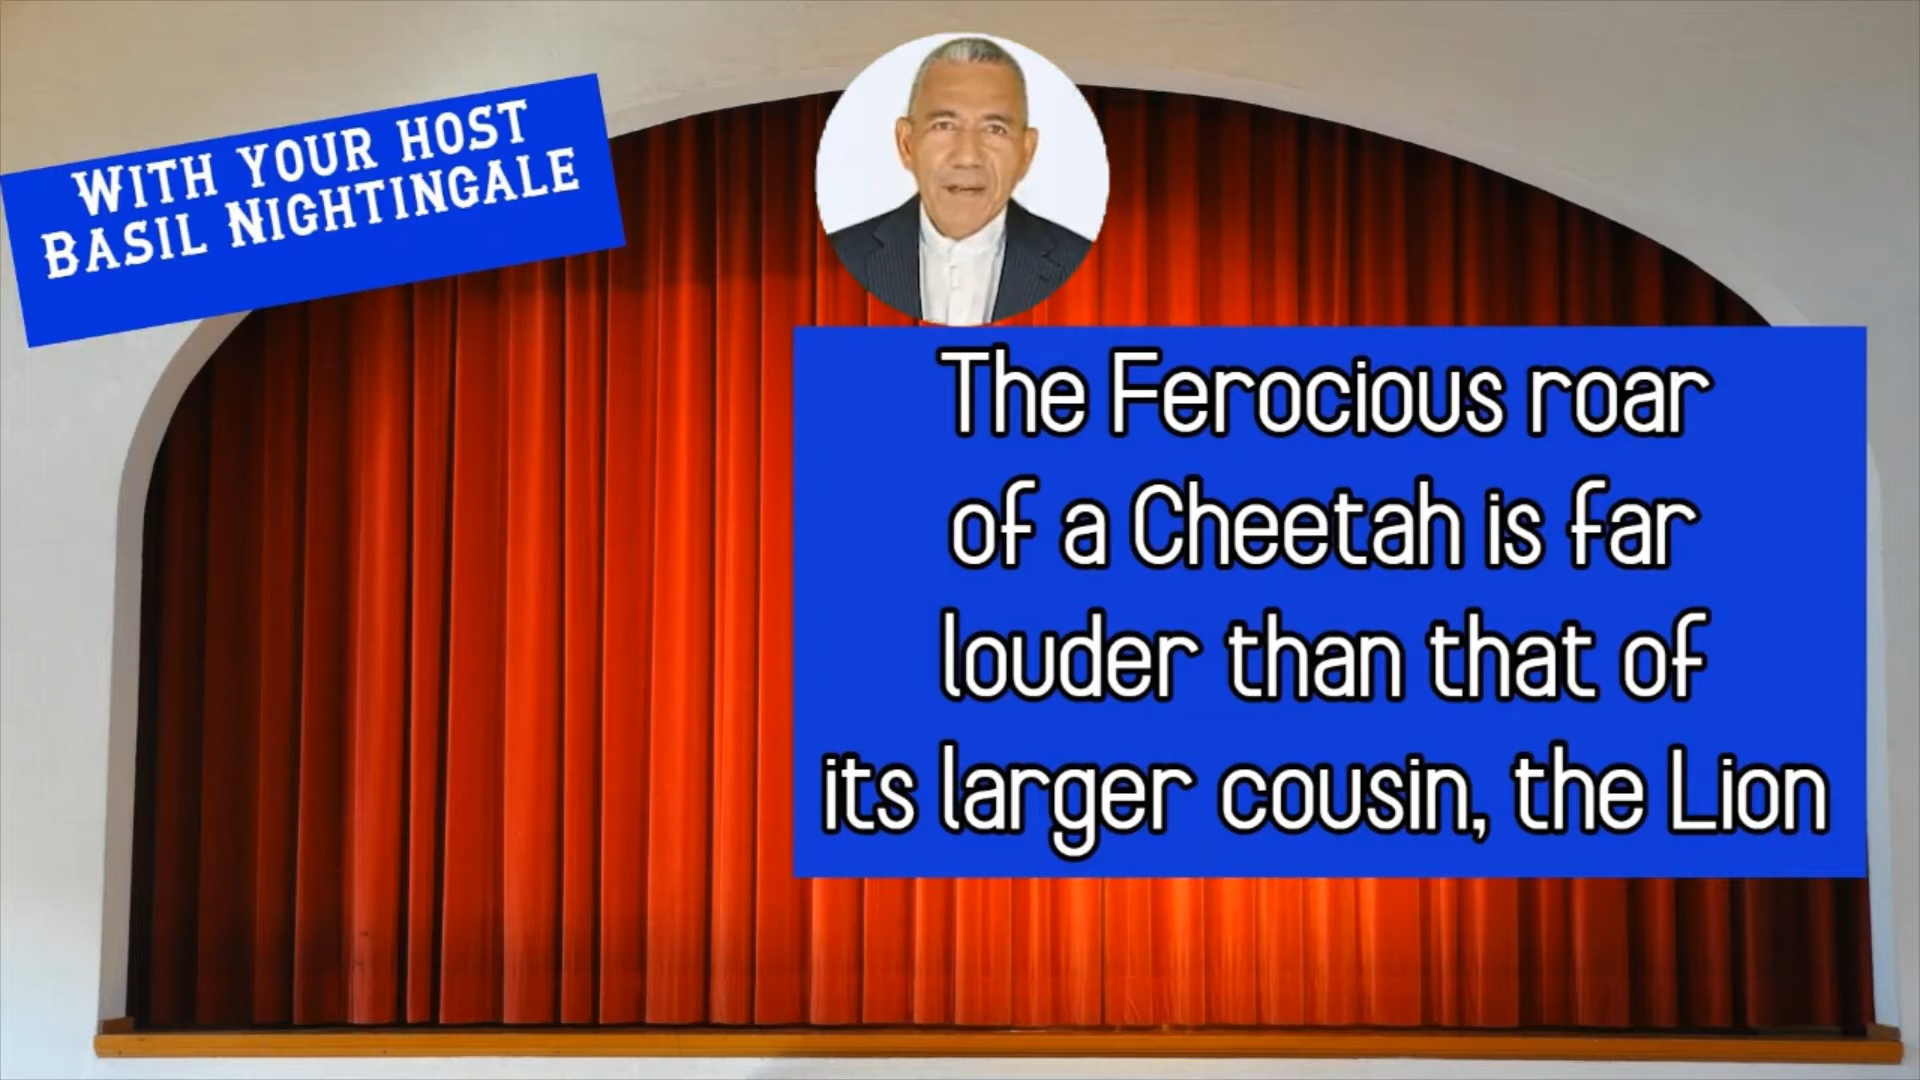 With your host
Basil Nightingale
The Ferocious roar
of a Cheetah is far
louder than that of
its larger cousin, the Lion